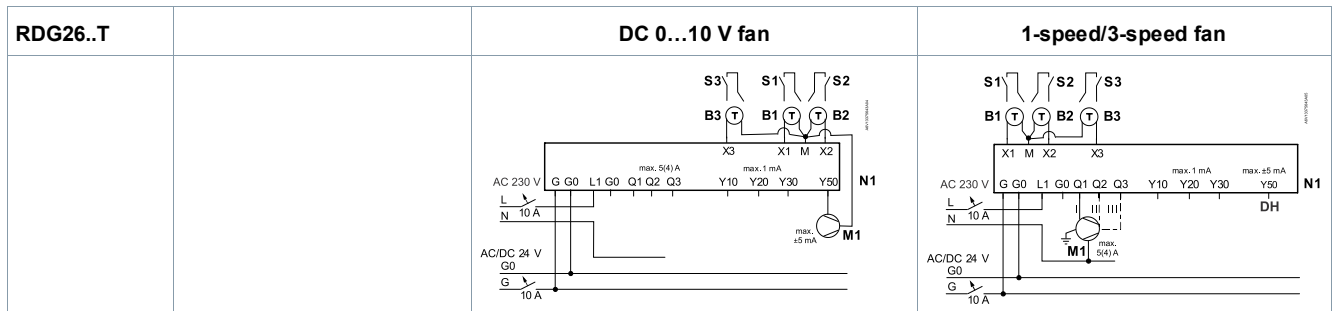 RDG26..T
DC 0...10 V fan
1-speed/3-speed fan
S3 S1 S2
B3 T B1 T T B2
X3 X1 M X2
max. 5(4) A max. 1 mA
AC 230 V G G0 L1 G0 Q1 Q2 Q3 Y10 Y20 Y30 Y50 N1
L
10 A
N
max.
±5 mA
M1
AC/DC 24 V
G0
G
10 A
S1 S2 S3
B1 T T B2 T B3
X1 M X2 X3
max. 1 mA max. ±5 mA
AC 230 V G G0 L1 G0 Q1 Q2 Q3 Y10 Y20 Y30 Y50 N1
DH
L
10 A
I II III
N
M1
max.
5(4) A
AC/DC 24 V
G0
G
10 A